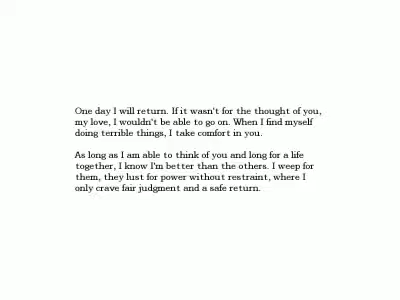 One day I will return. If it wasn't for the thought of you,
my love, I wouldn't be able to go on. When I find myself
doing terrible things, I take comfort in you.
As long as I am able to think of you and long for a life
together, I know I'm better than the others. I weep for
them, they lust for power without restraint, where I
only crave fair judgment and a safe return.